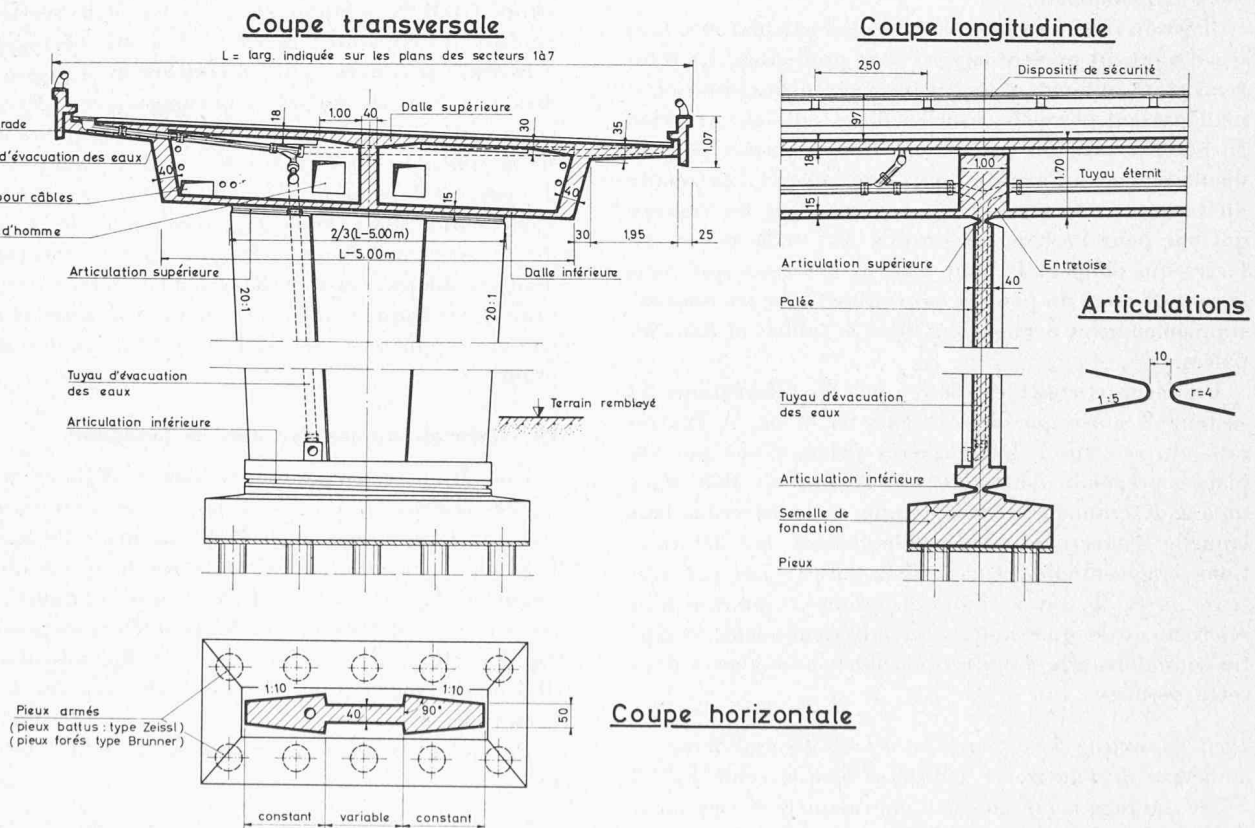 Coupe transversale
L = larg. indiquée sur les plans des secteurs 1à7
18
1.00
40
Dalle supérieure
30
35
1.07
rade
d'évacuation des eaux
40
pour câbles
15
40
d'homme
2/3(L-5.00m)
30
1.95
25
L-5.00m
Articulation supérieure
Dalle inférieure
20:1
20:1
Tuyau d'évacuation
des eaux
Articulation inférieure
Terrain remblayé
Coupe longitudinale
250
Dispositif de sécurité
97
18
1.00
1.70
Tuyau éternit
15
Articulation supérieure
Entretoise
40
Palée
Tuyau d'évacuation
des eaux
Articulation inférieure
Semelle de
fondation
Pieux
Articulations
10
1:5
r=4
Pieux armés
(pieux battus : type Zeissl)
(pieux forés type Brunner)
1:10
1:10
40
90°
50
constant
variable
constant
Coupe horizontale